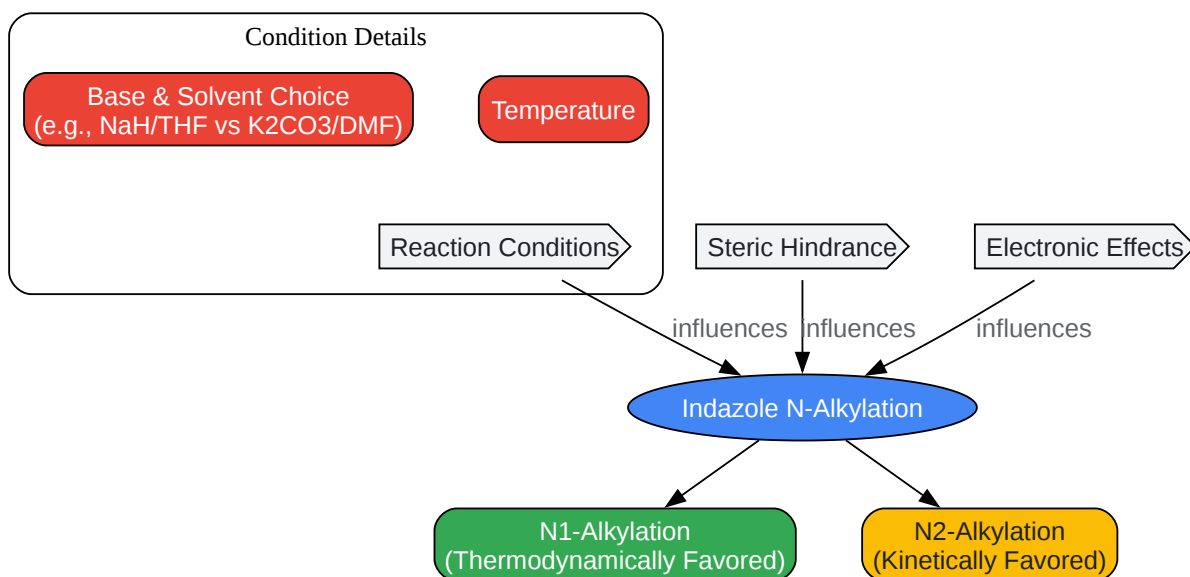 Condition Details
Base & Solvent Choice
(e.g., NaH/THF vs K2CO3/DMF)
Temperature
Reaction Conditions
Steric Hindrance
Electronic Effects
influences
influences
influences
Indazole N-Alkylation
N1-Alkylation
(Thermodynamically Favored)
N2-Alkylation
(Kinetically Favored)